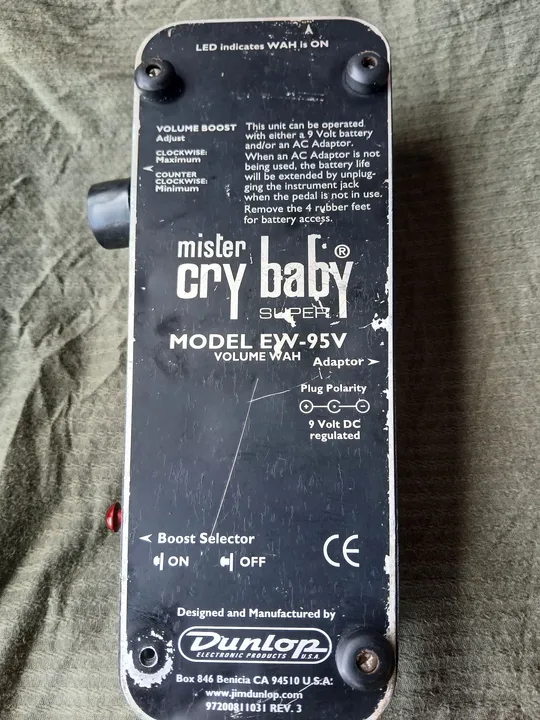 LED indicates WAH is ON
VOLUME BOOST
Adjust
CLOCKWISE:
Maximum
COUNTER
CLOCKWISE:
Minimum
This unit can be operated
with either a 9 Volt battery
and/or an AC Adaptor.
When an AC Adaptor is not
being used, the battery life
will be extended by unplug-
ging the instrument jack
when the pedal is not in use.
Remove the 4 rubber feet
for battery access.
mister
cry baby®
SUPER
MODEL EW-95V
VOLUME WAH
Adaptor
Plug Polarity
+ -
9 Volt DC
regulated
Boost Selector
ON OFF
CE
Designed and Manufactured by
DUNLOP
ELECTRONIC PRODUCTS U.S.A.
Box 846 Benicia CA 94510 U.S.A.
www.jimdunlop.com
97200811031 REV. 3